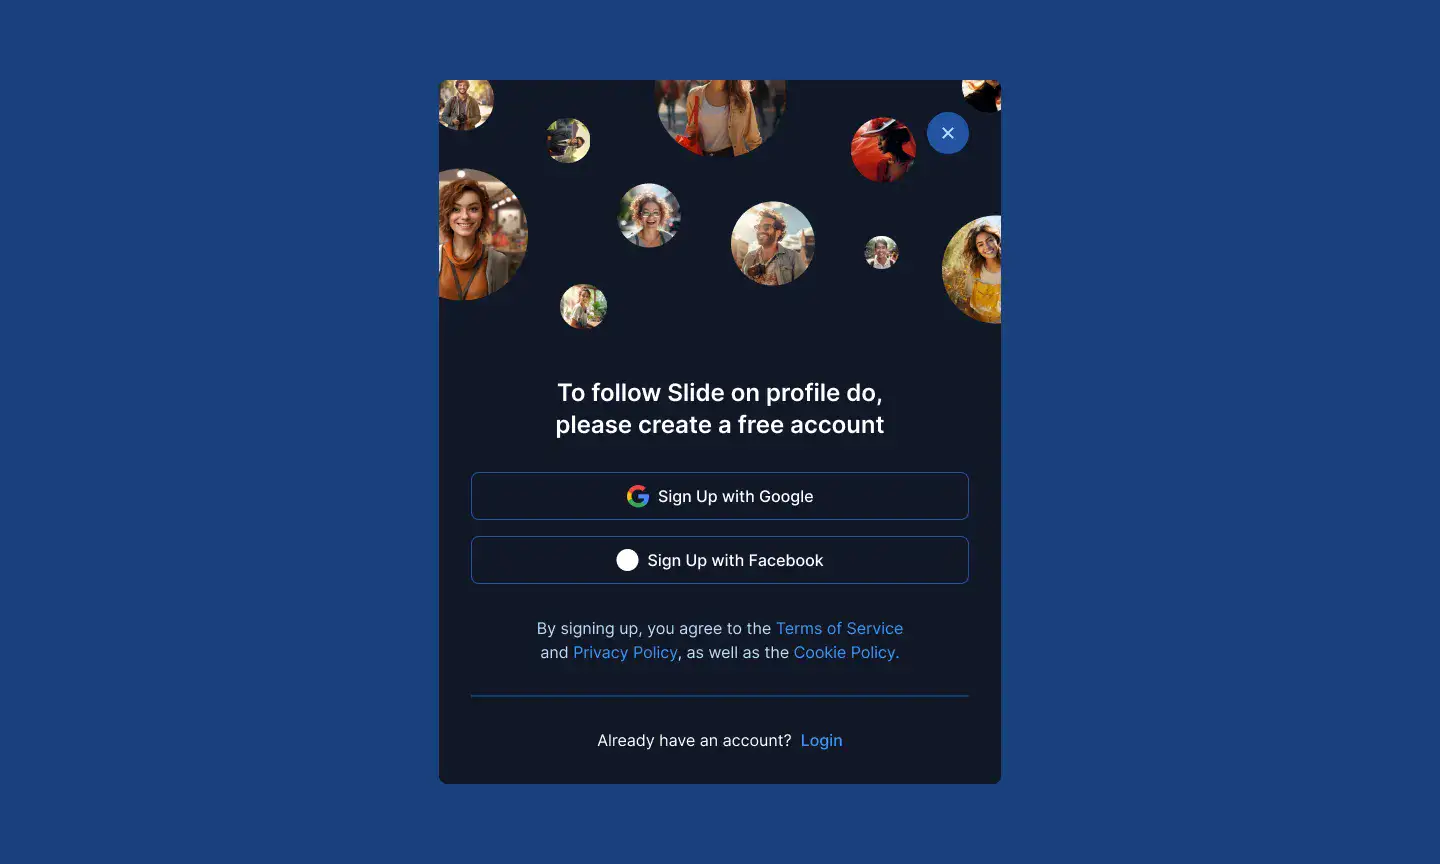 To follow Slide on profile do,
please create a free account
Sign Up with Google
Sign Up with Facebook
By signing up, you agree to the Terms of Service
and Privacy Policy, as well as the Cookie Policy.
Already have an account? Login